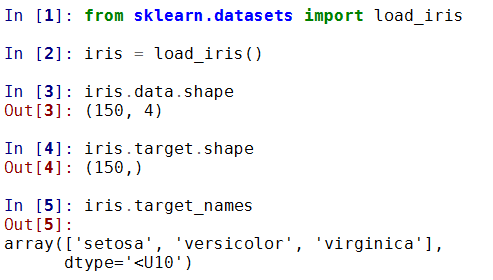 In [1]: from sklearn.datasets import load_iris
In [2]: iris = load_iris()
In [3]: iris.data.shape
Out[3]: (150, 4)
In [4]: iris.target.shape
Out[4]: (150,)
In [5]: iris.target_names
Out[5]:
array(['setosa', 'versicolor', 'virginica'],
      dtype='<U10')